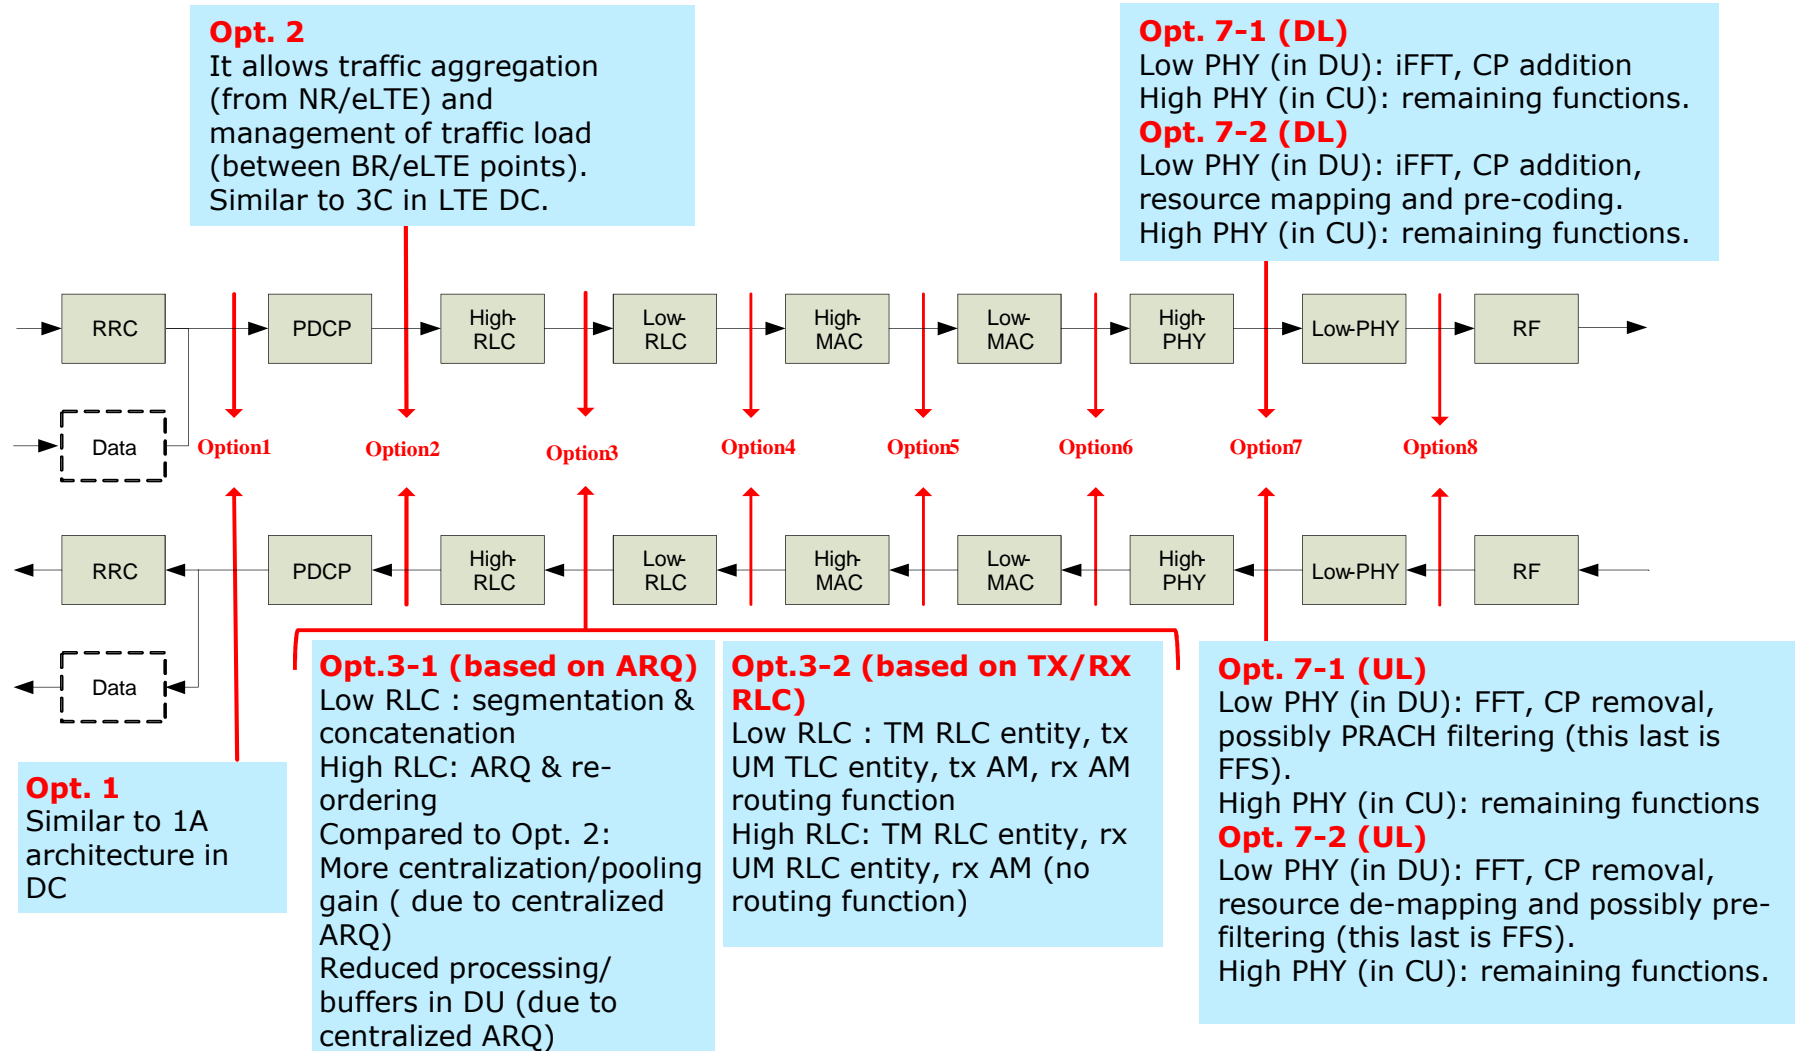 Opt. 2
It allows traffic aggregation
(from NR/eLTE) and
management of traffic load
(between BR/eLTE points).
Similar to 3C in LTE DC.
Opt. 7-1 (DL)
Low PHY (in DU): iFFT, CP addition
High PHY (in CU): remaining functions.
Opt. 7-2 (DL)
Low PHY (in DU): iFFT, CP addition,
resource mapping and pre-coding.
High PHY (in CU): remaining functions.
RRC
PDCP
High-
RLC
Low-
RLC
High-
MAC
Low-
MAC
High-
PHY
Low-PHY
RF
Data
Option1
Option2
Option3
Option4
Option5
Option6
Option7
Option8
RRC
PDCP
High-
RLC
Low-
RLC
High-
MAC
Low-
MAC
High-
PHY
Low-PHY
RF
Data
Opt. 1
Similar to 1A
architecture in
DC
Opt.3-1 (based on ARQ)
Low RLC : segmentation &
concatenation
High RLC: ARQ & re-
ordering
Compared to Opt. 2:
More centralization/pooling
gain ( due to centralized
ARQ)
Reduced processing/
buffers in DU (due to
centralized ARQ)
Opt.3-2 (based on TX/RX
RLC)
Low RLC : TM RLC entity, tx
UM TLC entity, tx AM, rx AM
routing function
High RLC: TM RLC entity, rx
UM RLC entity, rx AM (no
routing function)
Opt. 7-1 (UL)
Low PHY (in DU): FFT, CP removal,
possibly PRACH filtering (this last is
FFS).
High PHY (in CU): remaining functions
Opt. 7-2 (UL)
Low PHY (in DU): FFT, CP removal,
resource de-mapping and possibly pre-
filtering (this last is FFS).
High PHY (in CU): remaining functions.